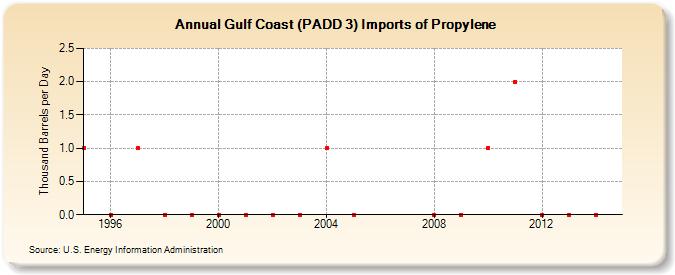 Annual Gulf Coast (PADD 3) Imports of Propylene
Thousand Barrels per Day
2.5
2.0
1.5
1.0
0.5
0.0
1996 2000 2004 2008 2012
Source: U.S. Energy Information Administration